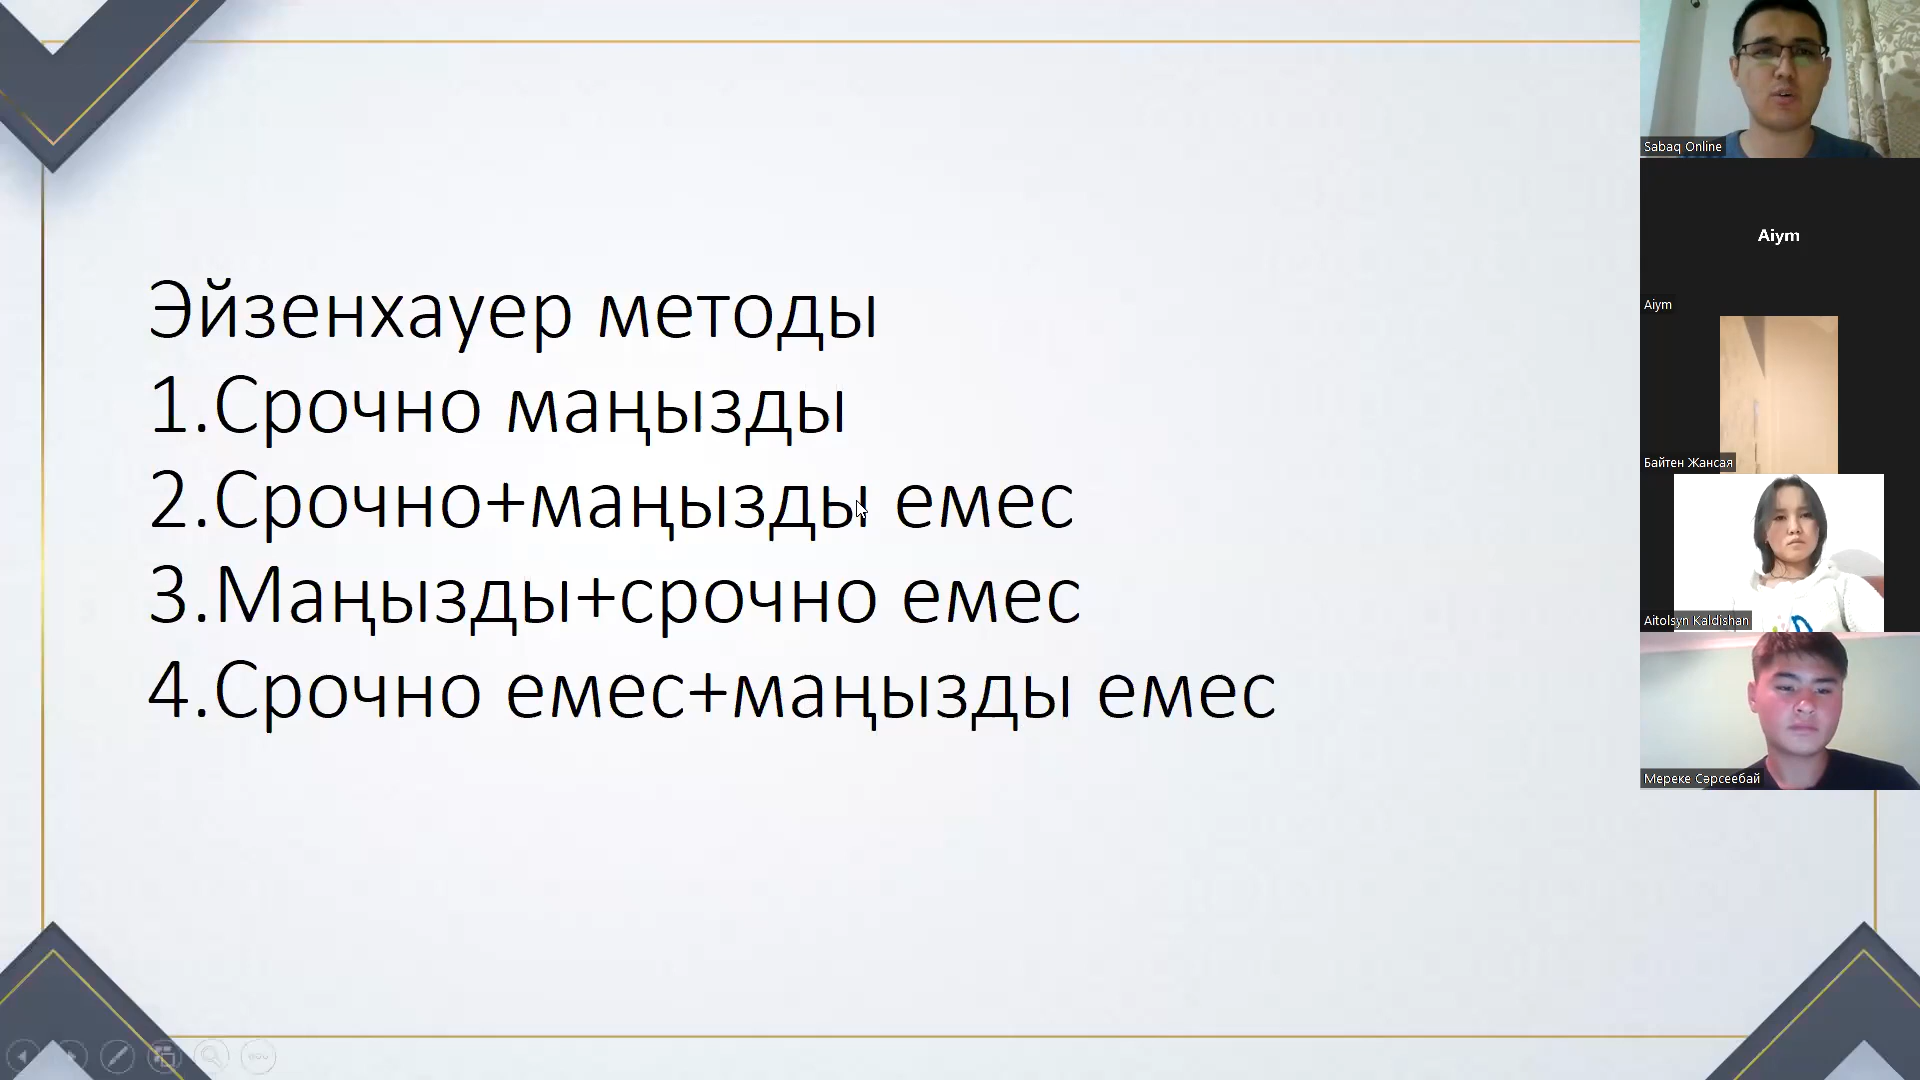 Эйзенхауер методы
1.Срочно маңызды
2.Срочно+маңызды емес
3.Маңызды+срочно емес
4.Срочно емес+маңызды емес
Sabaq Online
Aiym
Aiym
Байтен Жансая
Aitolsyn Kaldishan
Мереке Сәрсеебай